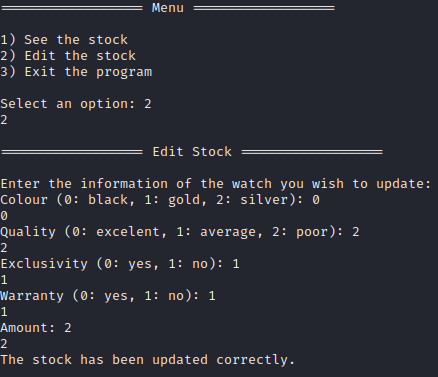 ================== Menu ==================
1) See the stock
2) Edit the stock
3) Exit the program
Select an option: 2
2
================== Edit Stock ==================
Enter the information of the watch you wish to update:
Colour (0: black, 1: gold, 2: silver): 0
0
Quality (0: excelent, 1: average, 2: poor): 2
2
Exclusivity (0: yes, 1: no): 1
1
Warranty (0: yes, 1: no): 1
1
Amount: 2
2
The stock has been updated correctly.